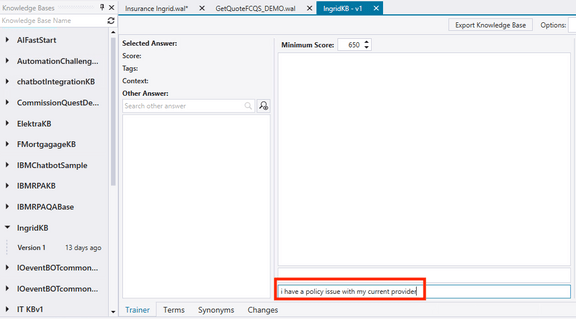 Knowledge Bases
Insurance Ingrid.wal*
GetQuoteFCQS_DEMO.wal
IngridKB - v1
Knowledge Base Name
Export Knowledge Base
Options:
AIFastStart
AutomationChalleng...
chatbotIntegrationKB
CommissionQuestDe...
ElektraKB
FMortgagageKB
IBMChatbotSample
IBMRPAKB
IBMRPAQABase
IngridKB
Version 1
13 days ago
IOeventBOTcommon...
IOeventBOTcommon...
IT KBv1
Selected Answer:
Score:
Tags:
Context:
Other Answer:
Search other answer
Minimum Score:
650
i have a policy issue with my current provider
Trainer
Terms
Synonyms
Changes